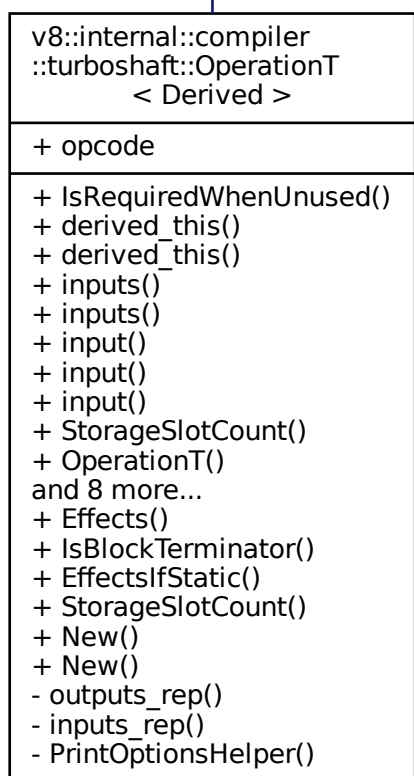 v8::internal::compiler
::turboshaft::OperationT
< Derived >
+ opcode
+ IsRequiredWhenUnused()
+ derived_this()
+ derived_this()
+ inputs()
+ inputs()
+ input()
+ input()
+ input()
+ StorageSlotCount()
+ OperationT()
and 8 more...
+ Effects()
+ IsBlockTerminator()
+ EffectsIfStatic()
+ StorageSlotCount()
+ New()
+ New()
- outputs_rep()
- inputs_rep()
- PrintOptionsHelper()